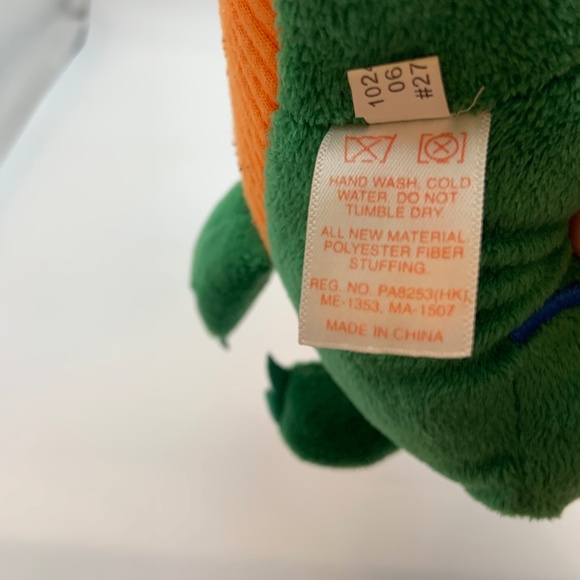 102
06
#27
HAND WASH, COLD
WATER, DO NOT
TUMBLE DRY.
ALL NEW MATERIAL
POLYESTER FIBER
STUFFING.
REG. NO. PA8253(HK),
ME-1353, MA-1507
MADE IN CHINA